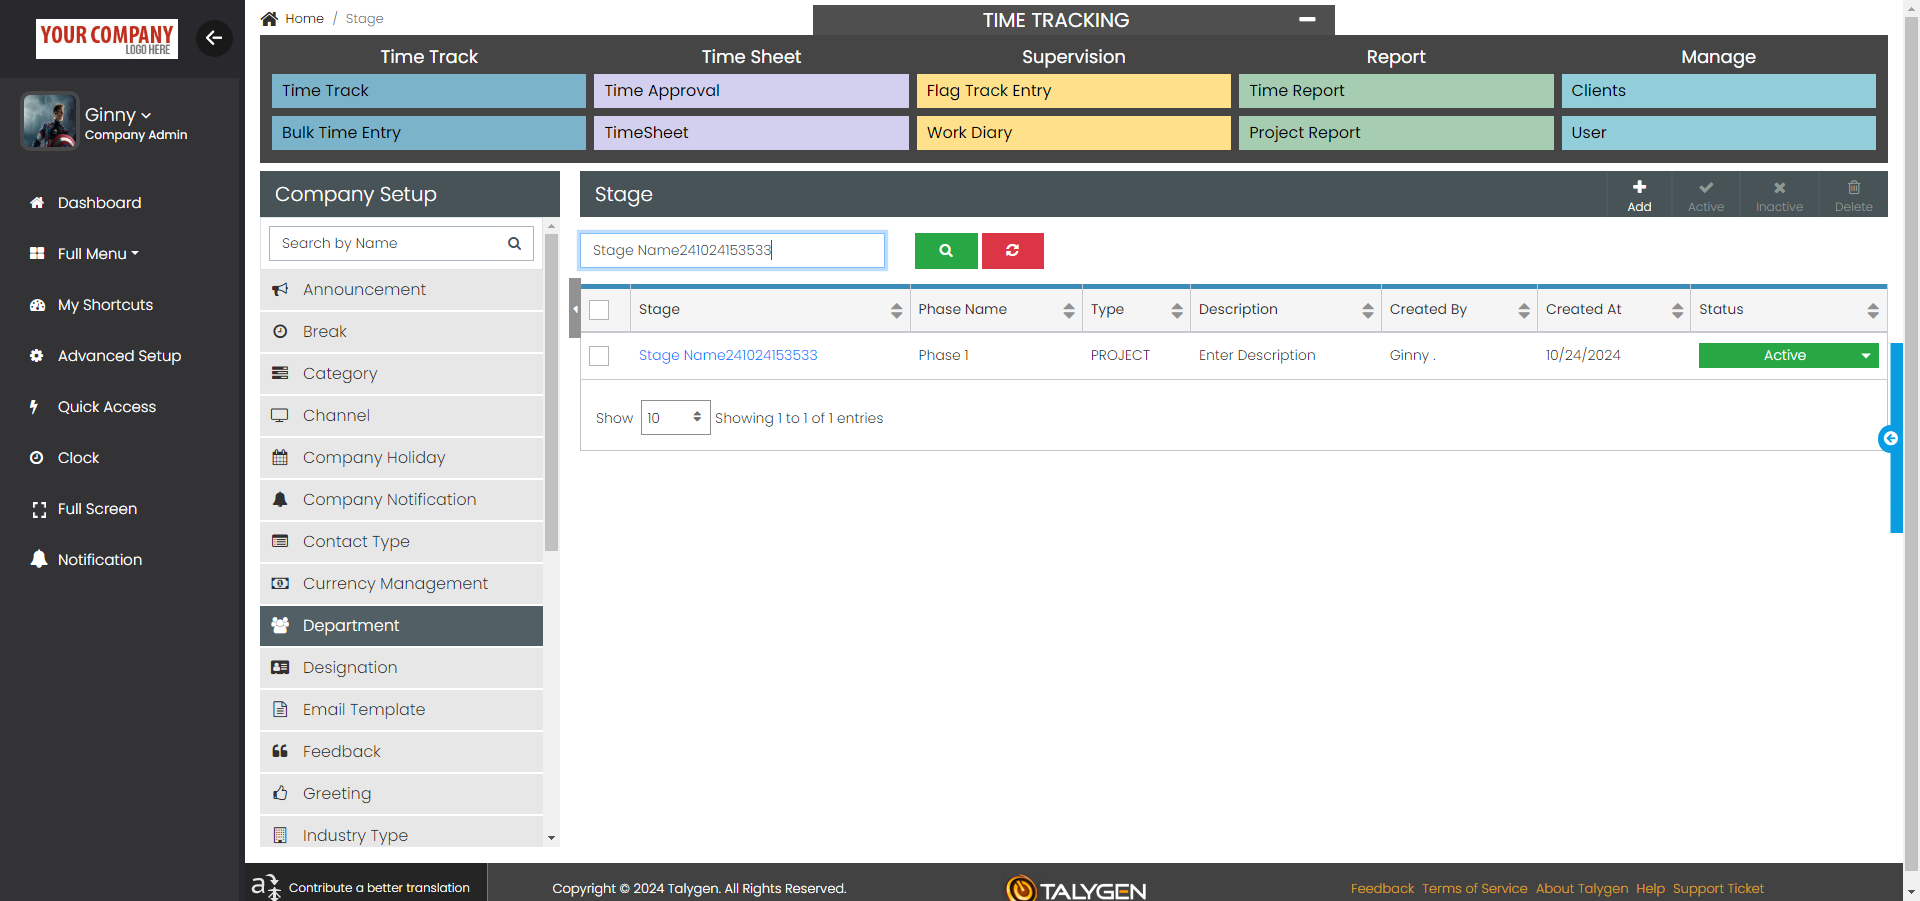 YOUR COMPANY
LOGO HERE
Ginny
Company Admin
Dashboard
Full Menu
My Shortcuts
Advanced Setup
Quick Access
Clock
Full Screen
Notification
Home / Stage
TIME TRACKING
Time Track
Time Sheet
Supervision
Report
Manage
Time Track
Time Approval
Flag Track Entry
Time Report
Clients
Bulk Time Entry
TimeSheet
Work Diary
Project Report
User
Company Setup
Search by Name
Announcement
Break
Category
Channel
Company Holiday
Company Notification
Contact Type
Currency Management
Department
Designation
Email Template
Feedback
Greeting
Industry Type
Stage
Add
Active
Inactive
Delete
Stage Name241024153533
Stage
Phase Name
Type
Description
Created By
Created At
Status
Stage Name241024153533
Phase 1
PROJECT
Enter Description
Ginny .
10/24/2024
Active
Show 10 Showing 1 to 1 of 1 entries
Contribute a better translation
Copyright © 2024 Talygen. All Rights Reserved.
TALYGEN
Feedback Terms of Service About Talygen Help Support Ticket